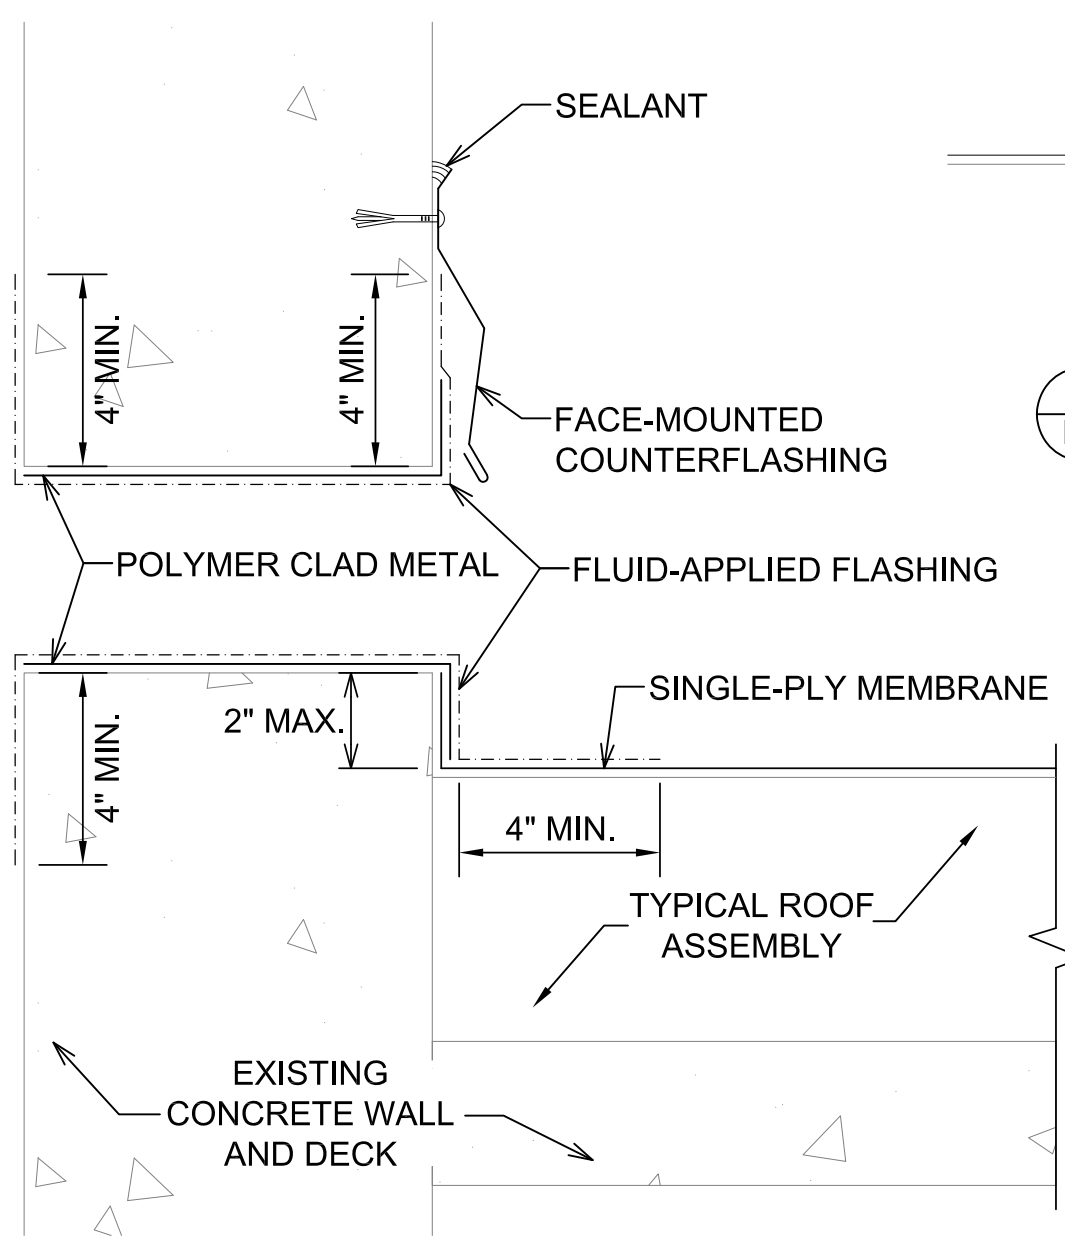 SEALANT
4" MIN.
4" MIN.
FACE-MOUNTED
COUNTERFLASHING
POLYMER CLAD METAL
FLUID-APPLIED FLASHING
SINGLE-PLY MEMBRANE
2" MAX.
4" MIN.
4" MIN.
TYPICAL ROOF
ASSEMBLY
EXISTING
CONCRETE WALL
AND DECK